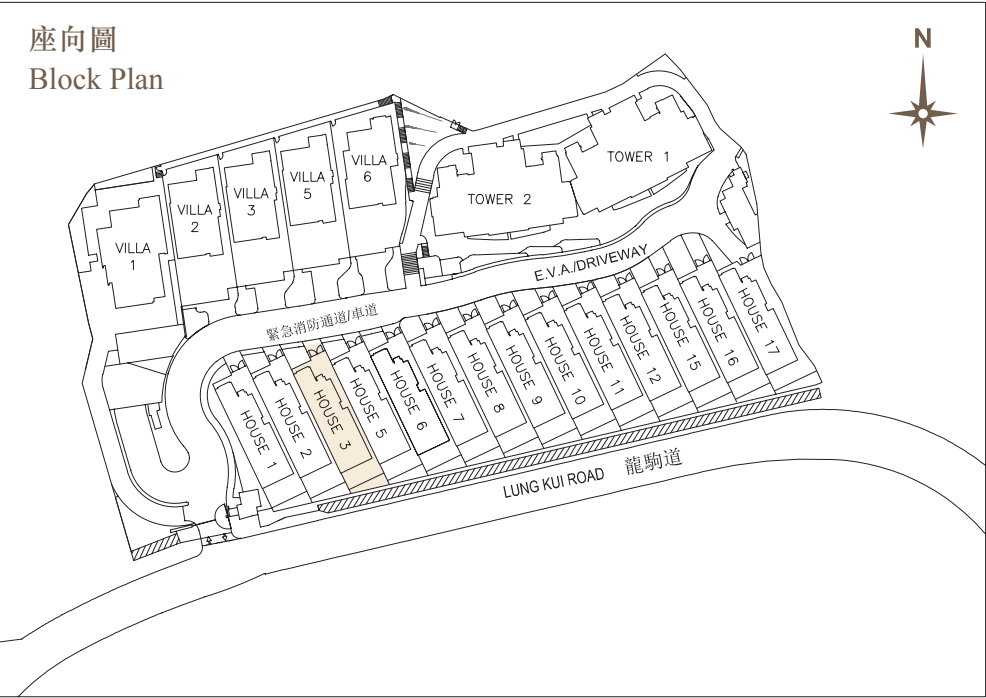 座向圖
Block Plan
N
TOWER 1
TOWER 2
VILLA
6
VILLA
5
VILLA
3
VILLA
2
VILLA
1
E.V.A./DRIVEWAY
緊急消防通道/車道
HOUSE 1
HOUSE 2
HOUSE 3
HOUSE 5
HOUSE 6
HOUSE 7
HOUSE 8
HOUSE 9
HOUSE 10
HOUSE 11
HOUSE 12
HOUSE 15
HOUSE 16
HOUSE 17
LUNG KUI ROAD 龍駒道